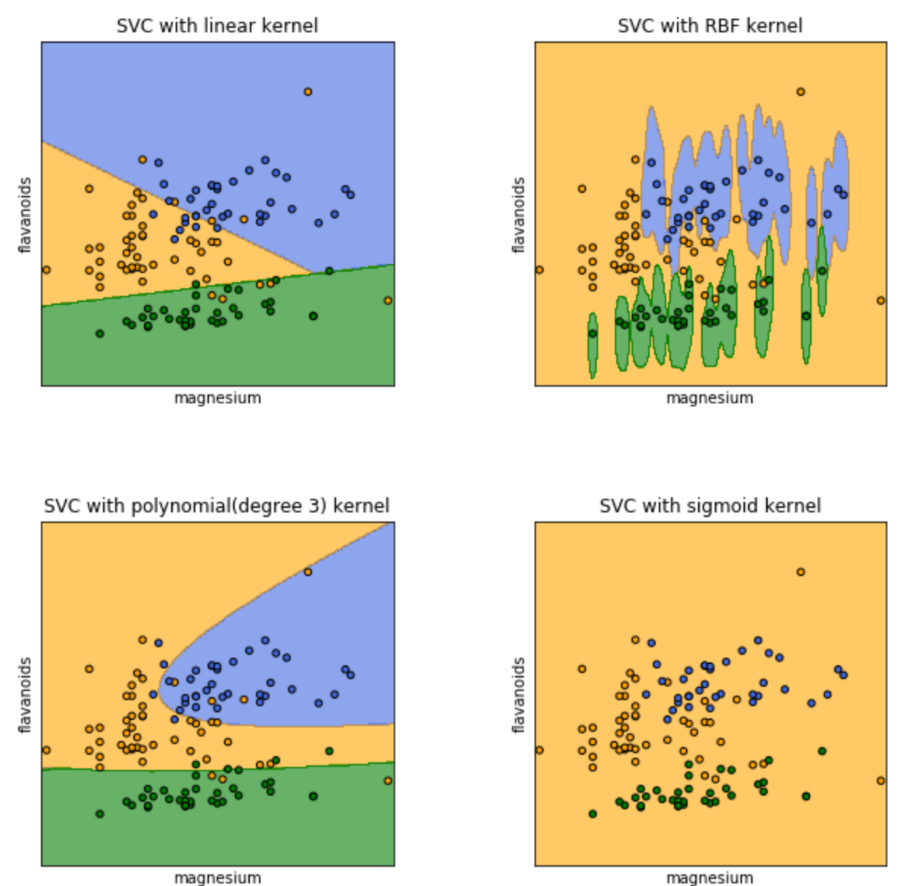 SVC with linear kernel
SVC with RBF kernel
flavanoids
flavanoids
magnesium
magnesium
SVC with polynomial(degree 3) kernel
SVC with sigmoid kernel
flavanoids
flavanoids
magnesium
magnesium